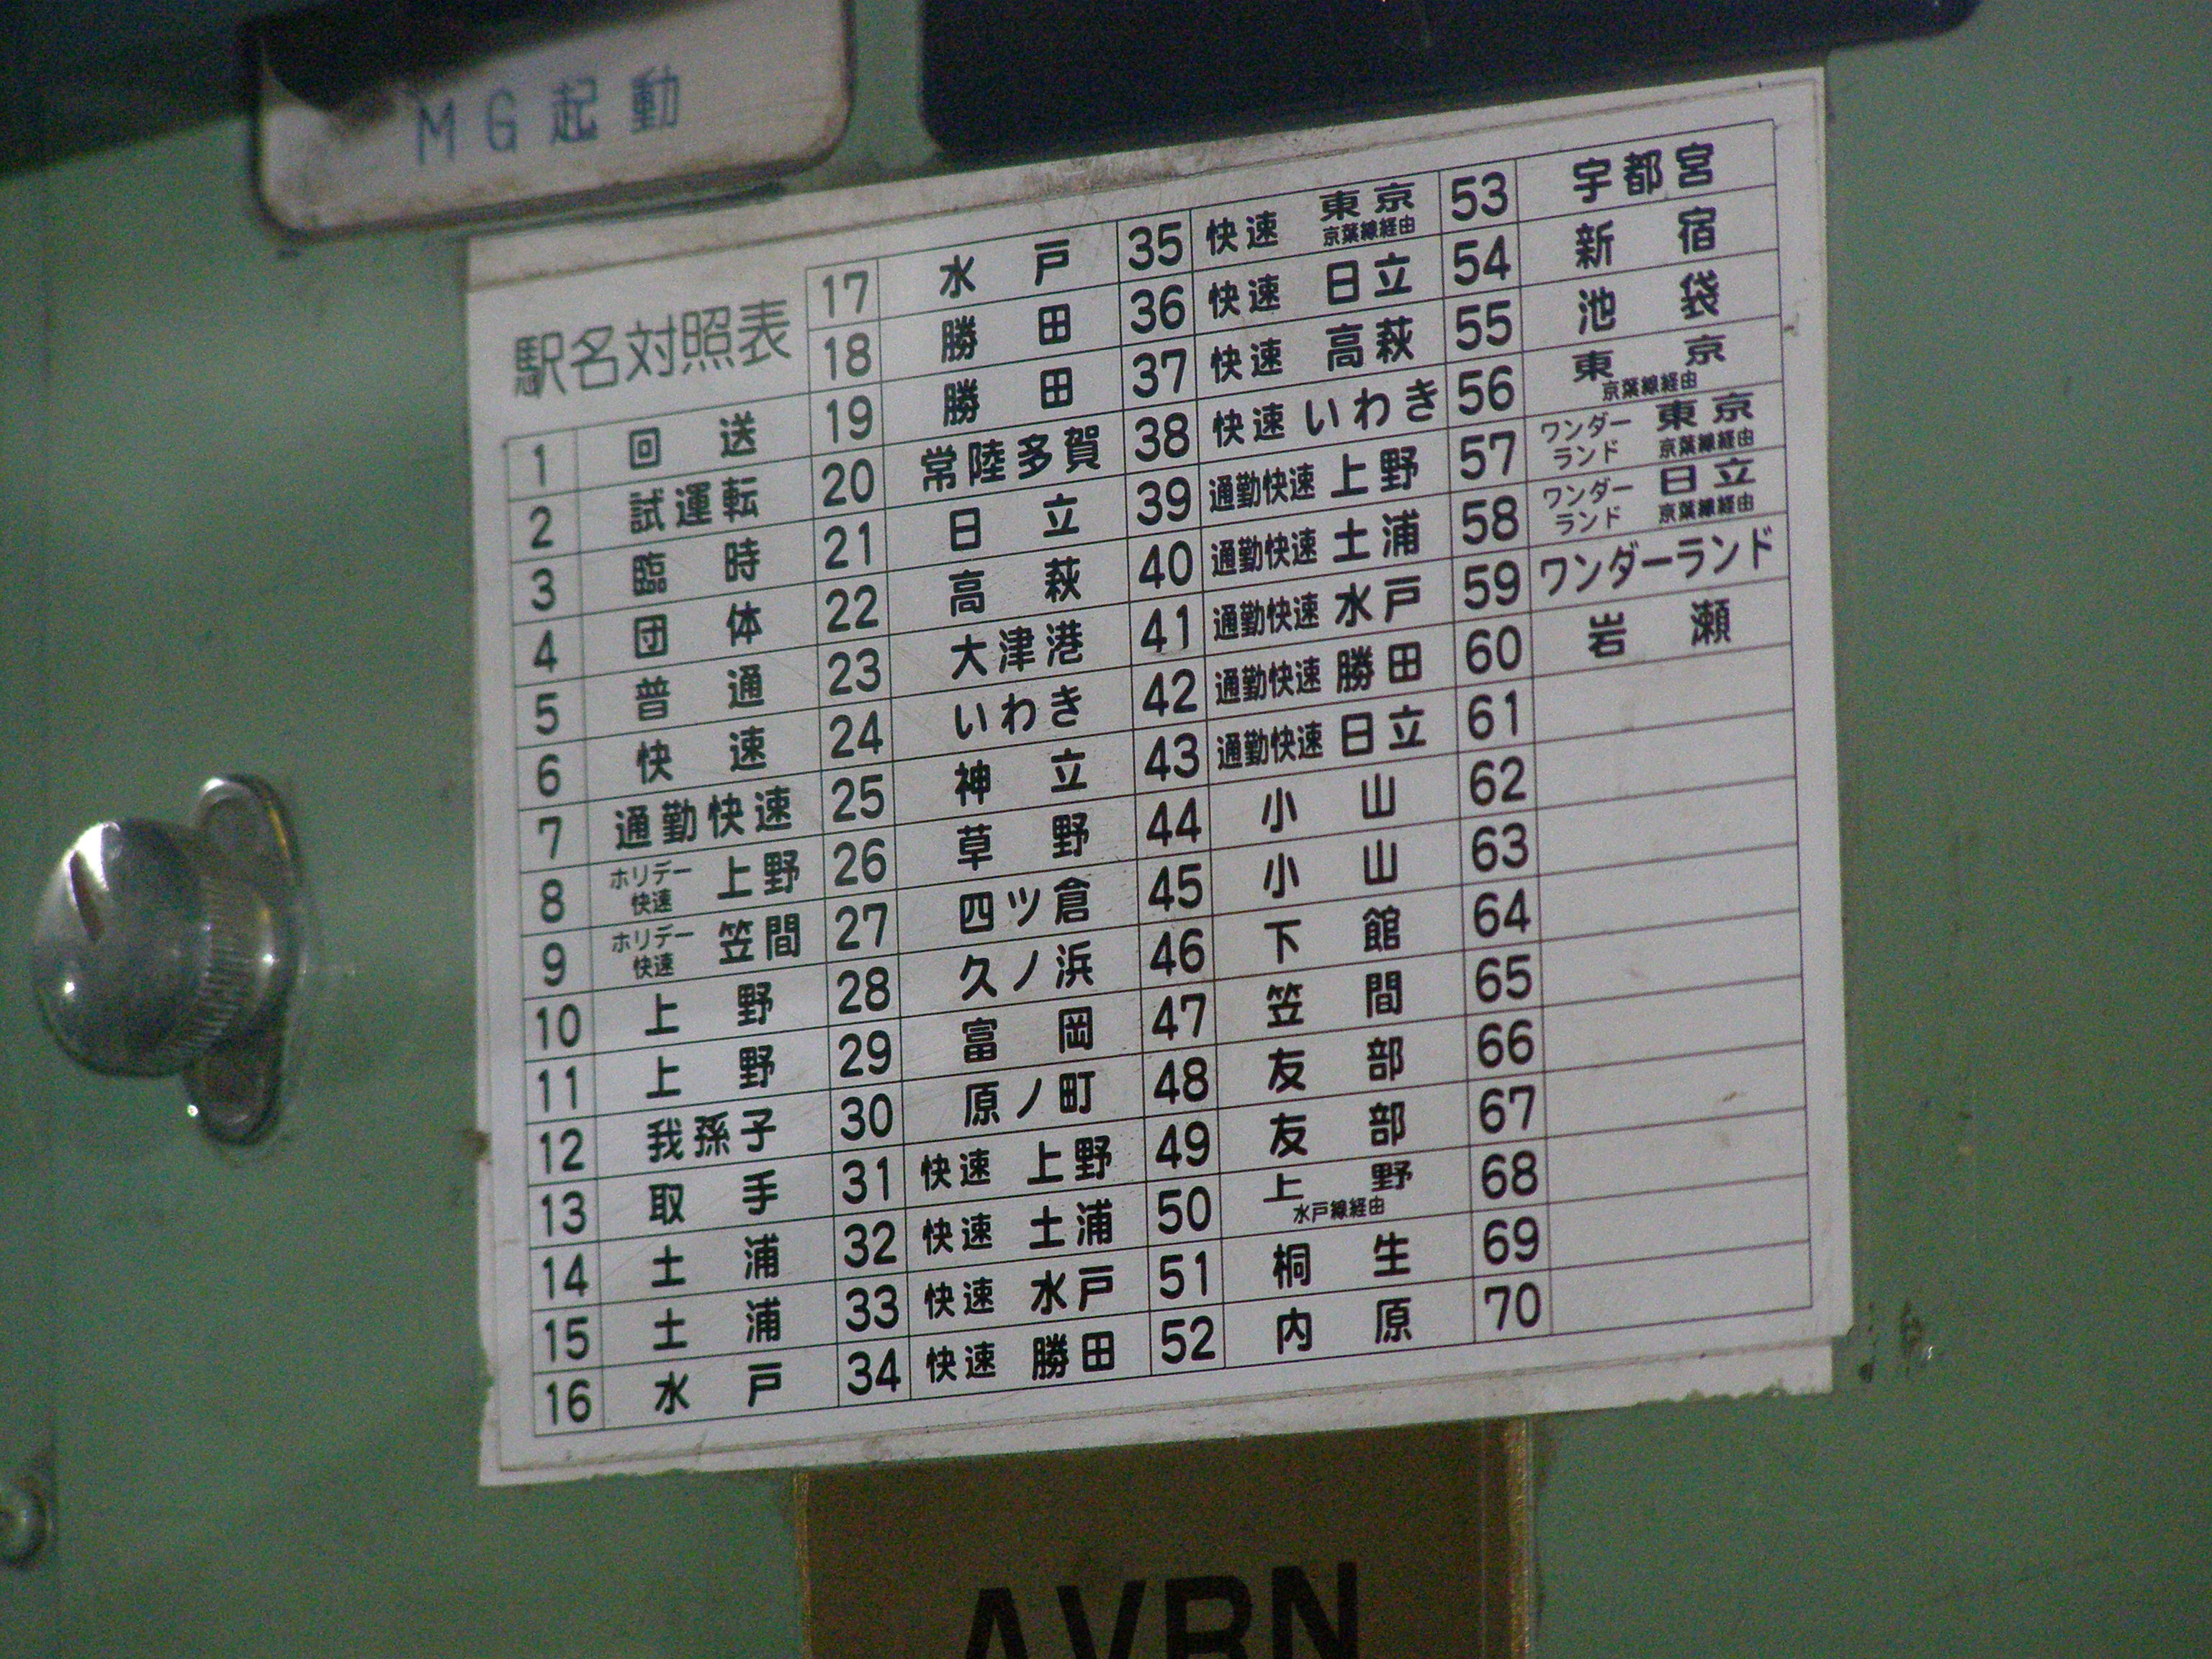 MG起動
駅名対照表
1 回送
2 試運転
3 臨時
4 団体
5 普通
6 快速
7 通勤快速
8 ホリデー 上野
快速
9 ホリデー 笠間
快速
10 上野
11 上野
12 我孫子
13 取手
14 土浦
15 土浦
16 水戸
17 水戸
18 勝田
19 勝田
20 常陸多賀
21 日立
22 高萩
23 大津港
24 いわき
25 神立
26 草野
27 四ツ倉
28 久ノ浜
29 富岡
30 原ノ町
31 快速 上野
32 快速 土浦
33 快速 水戸
34 快速 勝田
35 快速 東京
京葉線経由
36 快速 日立
37 快速 高萩
38 快速 いわき
39 通勤快速 上野
40 通勤快速 土浦
41 通勤快速 水戸
42 通勤快速 勝田
43 通勤快速 日立
44 小山
45 小山
46 下館
47 笠間
48 友部
49 友部
50 上野
水戸線経由
51 桐生
52 内原
53 宇都宮
54 新宿
55 池袋
56 東京
京葉線経由
57 ワンダー 東京
ランド 京葉線経由
58 ワンダー 日立
ランド 京葉線経由
59 ワンダーランド
60 岩瀬
61
62
63
64
65
66
67
68
69
70